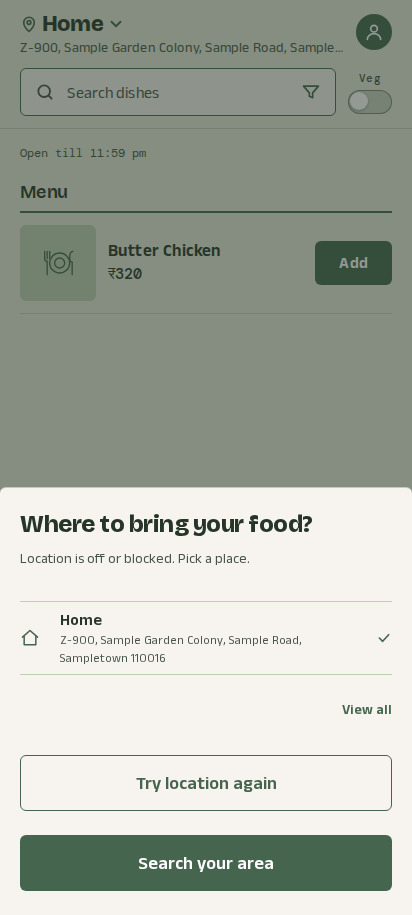 Home
Z-900, Sample Garden Colony, Sample Road, Sample...
Search dishes
Veg
Open till 11:59 pm
Menu
Butter Chicken
₹320
Add
Where to bring your food?
Location is off or blocked. Pick a place.
Home
Z-900, Sample Garden Colony, Sample Road,
Sampletown 110016
View all
Try location again
Search your area